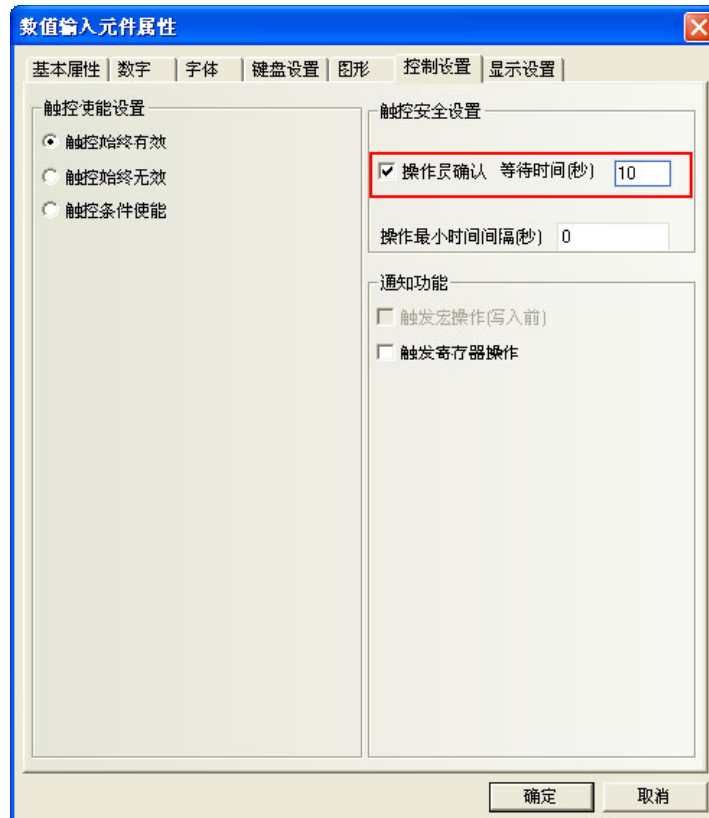 数值输入元件属性
基本属性 数字 字体 键盘设置 图形 控制设置 显示设置
触控使能设置
触控始终有效
触控始终无效
触控条件使能
触控安全设置
操作员确认 等待时间(秒) 10
操作最小时间间隔(秒) 0
通知功能
触发宏操作(写入前)
触发寄存器操作
确定 取消